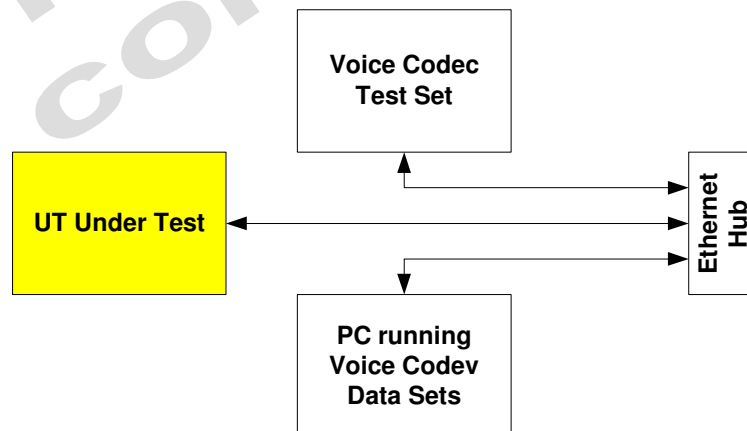 Voice Codec
Test Set
UT Under Test
Ethernet
Hub
PC running
Voice Codev
Data Sets